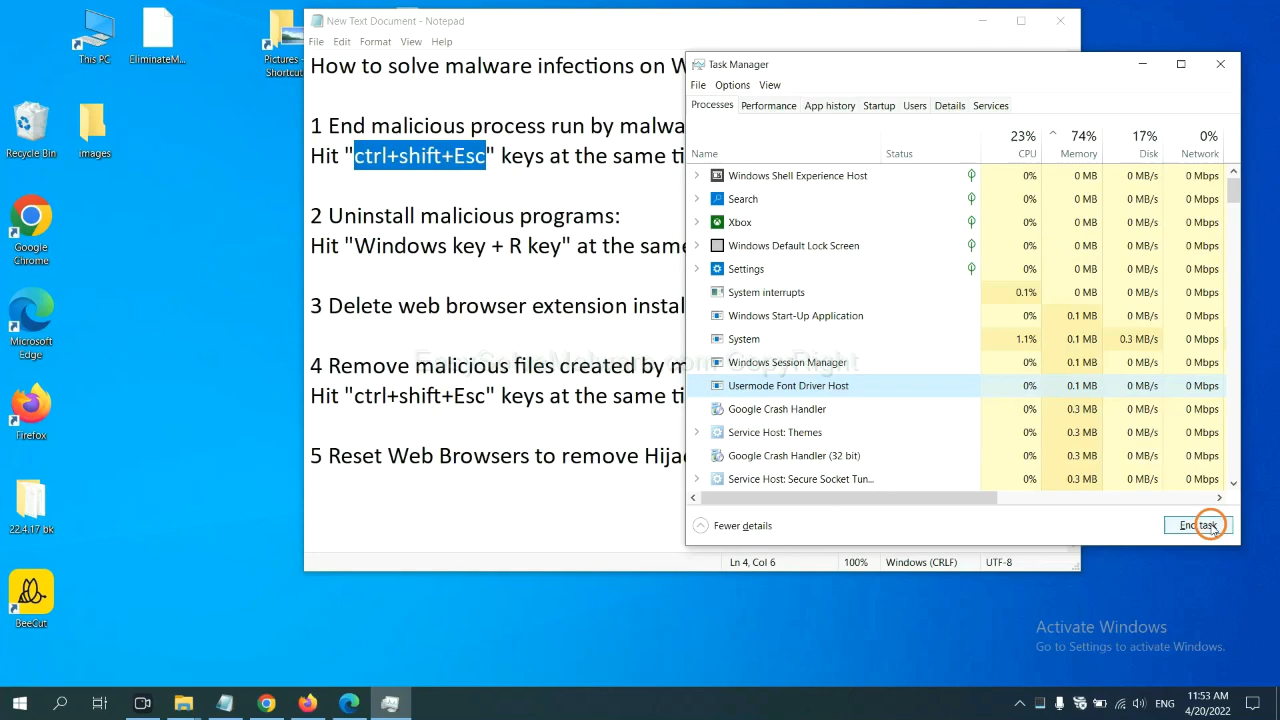 This PC
EliminateM...
Pictures -
Shortcut
Recycle Bin
images
Google
Chrome
Microsoft
Edge
Firefox
22.4.17 bk
BeeCut
New Text Document - Notepad
File Edit Format View Help
How to solve malware infections on W
1 End malicious process run by malwa
Hit "ctrl+shift+Esc" keys at the same ti
2 Uninstall malicious programs:
Hit "Windows key + R key" at the same
3 Delete web browser extension instal
4 Remove malicious files created by m
Hit "ctrl+shift+Esc" keys at the same ti
5 Reset Web Browsers to remove Hijac
Ln 4, Col 6 100% Windows (CRLF) UTF-8
Task Manager
File Options View
Processes Performance App history Startup Users Details Services
23% 74% 17% 0%
Name Status CPU Memory Disk Network
Windows Shell Experience Host 0% 0 MB 0 MB/s 0 Mbps
Search 0% 0 MB 0 MB/s 0 Mbps
Xbox 0% 0 MB 0 MB/s 0 Mbps
Windows Default Lock Screen 0% 0 MB 0 MB/s 0 Mbps
Settings 0% 0 MB 0 MB/s 0 Mbps
System interrupts 0.1% 0 MB 0 MB/s 0 Mbps
Windows Start-Up Application 0% 0.1 MB 0 MB/s 0 Mbps
System 1.1% 0.1 MB 0.3 MB/s 0 Mbps
Windows Session Manager 0% 0.1 MB 0 MB/s 0 Mbps
Usermode Font Driver Host 0% 0.1 MB 0 MB/s 0 Mbps
Google Crash Handler 0% 0.3 MB 0 MB/s 0 Mbps
Service Host: Themes 0% 0.3 MB 0 MB/s 0 Mbps
Google Crash Handler (32 bit) 0% 0.3 MB 0 MB/s 0 Mbps
Service Host: Secure Socket Tun... 0% 0.3 MB 0 MB/s 0 Mbps
Fewer details
End task
CopyRight
Activate Windows
Go to Settings to activate Windows.
ENG
11:53 AM
4/20/2022